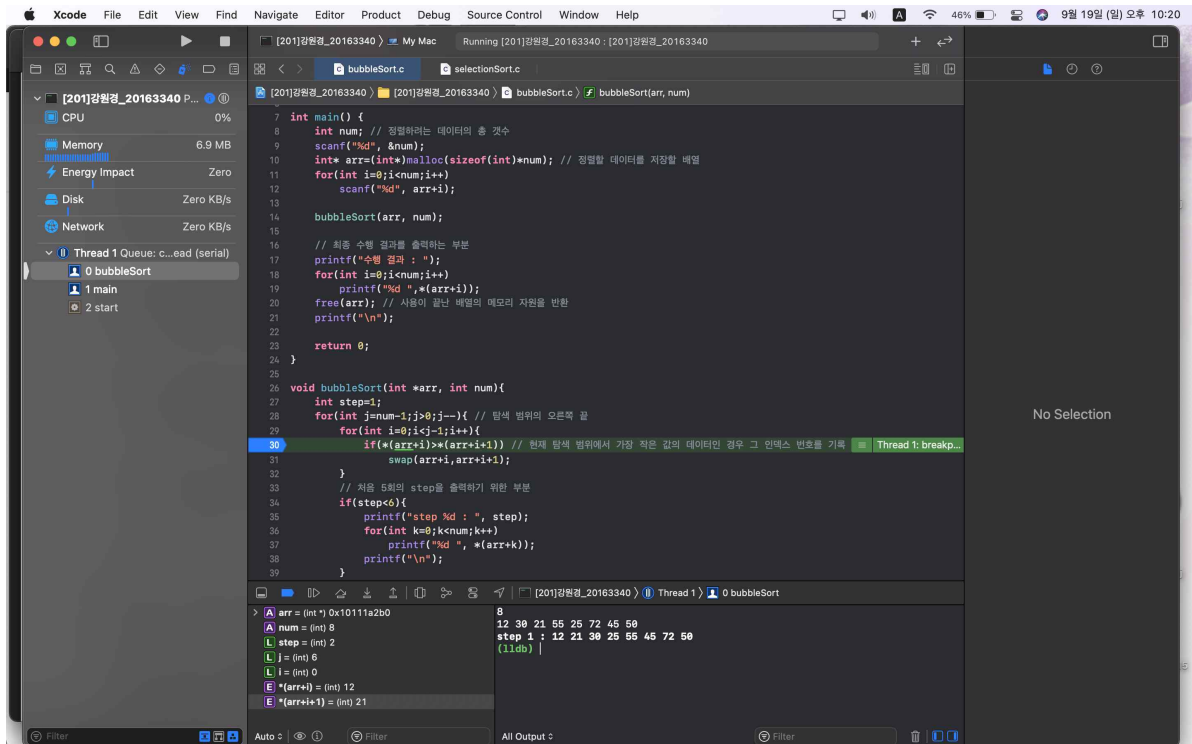 Xcode File Edit View Find Navigate Editor Product Debug Source Control Window Help A 46% 9월 19일 (일) 오후 10:20
[201]강원경_20163340 〉 My Mac Running [201]강원경_20163340 : [201]강원경_20163340
bubbleSort.c selectionSort.c
[201]강원경_20163340 P...
CPU 0%
Memory 6.9 MB
Energy Impact Zero
Disk Zero KB/s
Network Zero KB/s
Thread 1 Queue: c...ead (serial)
0 bubbleSort
1 main
2 start
[201]강원경_20163340 〉 [201]강원경_20163340 〉 bubbleSort.c 〉 bubbleSort(arr, num)
7 int main() {
8 int num; // 정렬하려는 데이터의 총 갯수
9 scanf("%d", &num);
10 int* arr=(int*)malloc(sizeof(int)*num); // 정렬할 데이터를 저장할 배열
11 for(int i=0;i<num;i++)
12 scanf("%d", arr+i);
13
14 bubbleSort(arr, num);
15
16 // 최종 수행 결과를 출력하는 부분
17 printf("수행 결과 : ");
18 for(int i=0;i<num;i++)
19 printf("%d ",*(arr+i));
20 free(arr); // 사용이 끝난 배열의 메모리 자원을 반환
21 printf("\n");
22
23 return 0;
24 }
25
26 void bubbleSort(int *arr, int num){
27 int step=1;
28 for(int j=num-1;j>0;j--){ // 탐색 범위의 오른쪽 끝
29 for(int i=0;i<j-1;i++){
30 if(*(arr+i)>*(arr+i+1)) // 현재 탐색 범위에서 가장 작은 값의 데이터인 경우 그 인덱스 번호를 기록 Thread 1: breakp...
31 swap(arr+i,arr+i+1);
32 }
33 // 처음 5회의 step을 출력하기 위한 부분
34 if(step<6){
35 printf("step %d : ", step);
36 for(int k=0;k<num;k++)
37 printf("%d ", *(arr+k));
38 printf("\n");
39 }
No Selection
[201]강원경_20163340 〉 Thread 1 〉 0 bubbleSort
A arr = (int *) 0x10111a2b0
A num = (int) 8
L step = (int) 2
L j = (int) 6
L i = (int) 0
E *(arr+i) = (int) 12
E *(arr+i+1) = (int) 21
8
12 30 21 55 25 72 45 50
step 1 : 12 21 30 25 55 45 72 50
(lldb)
Filter Auto Filter All Output Filter